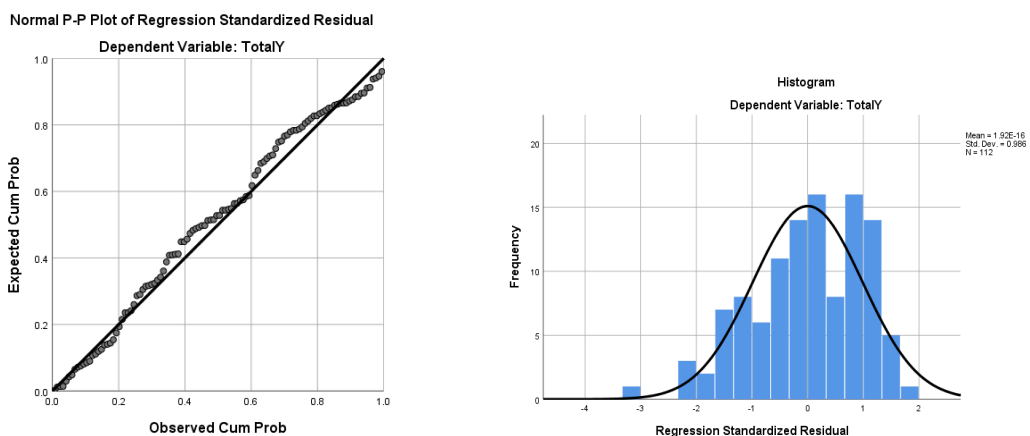 Normal P-P Plot of Regression Standardized Residual
Dependent Variable: TotalY
1.0
0.8
0.6
0.4
0.2
0.0
0.0 0.2 0.4 0.6 0.8 1.0
Expected Cum Prob
Observed Cum Prob
Histogram
Dependent Variable: TotalY
Mean = 1.92E-16
Std. Dev. = 0.986
N = 112
20
15
10
5
0
-4 -3 -2 -1 0 1 2
Frequency
Regression Standardized Residual